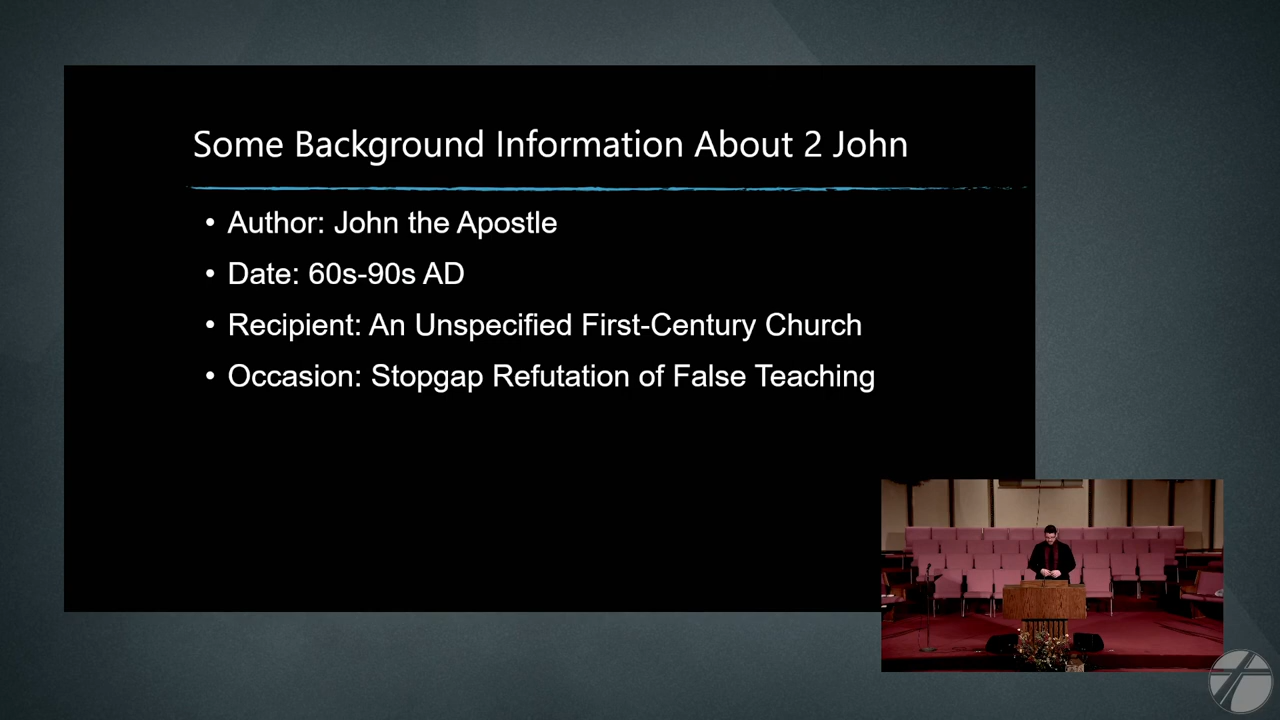 Some Background Information About 2 John
• Author: John the Apostle
• Date: 60s-90s AD
• Recipient: An Unspecified First-Century Church
• Occasion: Stopgap Refutation of False Teaching